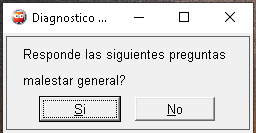 Diagnostico ...
Responde las siguientes preguntas
malestar general?
Si No